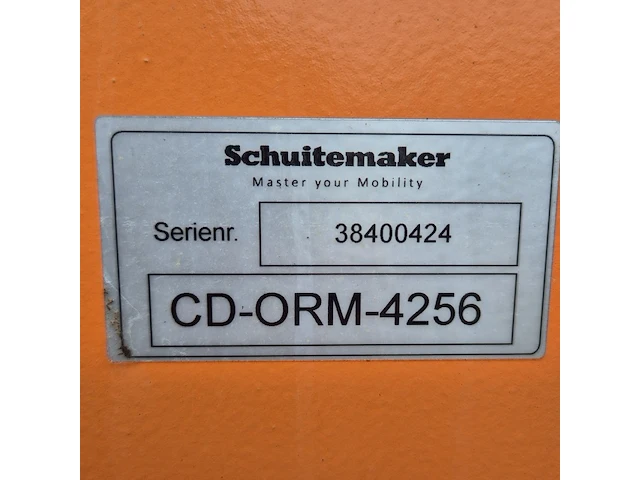 Schuitemaker
Master your Mobility
Serienr. 38400424
CD-ORM-4256